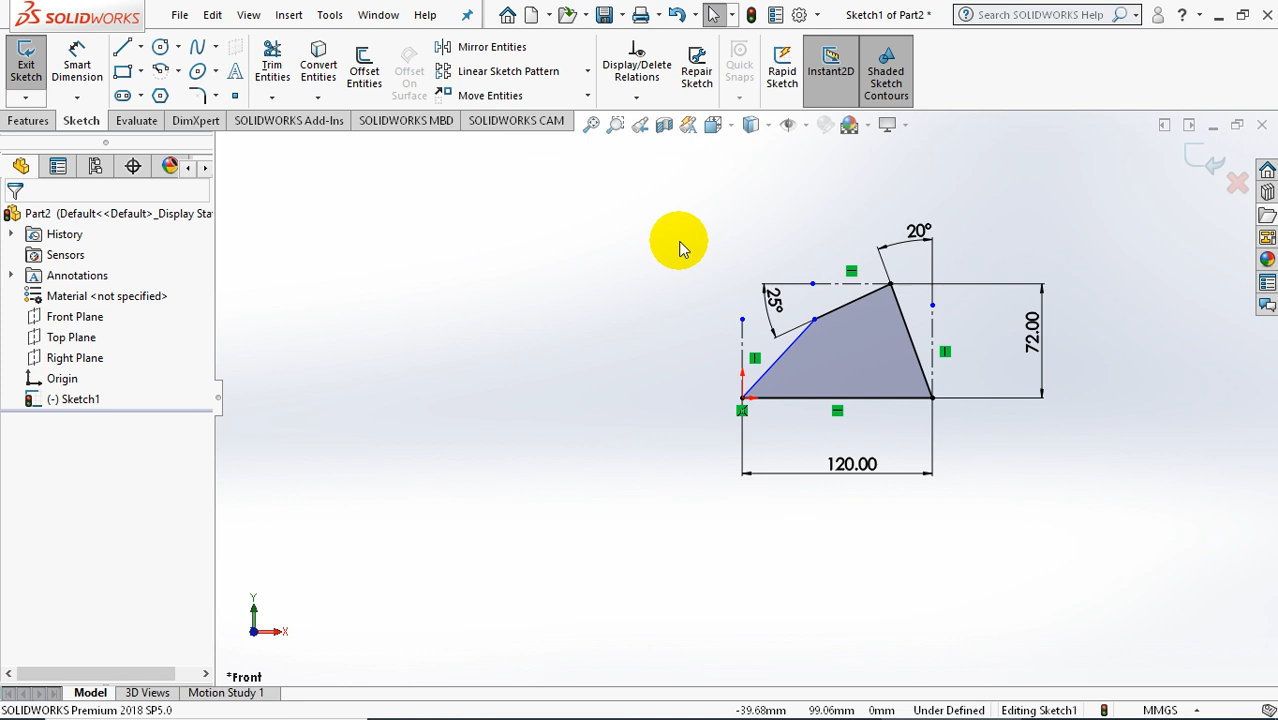 SOLIDWORKS File Edit View Insert Tools Window Help Sketch1 of Part2 * Search SOLIDWORKS Help ?
Exit Sketch
Smart Dimension
Trim Entities
Convert Entities
Offset Entities
Offset On Surface
Mirror Entities
Linear Sketch Pattern
Move Entities
Display/Delete Relations
Repair Sketch
Quick Snaps
Rapid Sketch
Instant2D
Shaded Sketch Contours
Features Sketch Evaluate DimXpert SOLIDWORKS Add-Ins SOLIDWORKS MBD SOLIDWORKS CAM
Part2 (Default<<Default>_Display Sta
History
Sensors
Annotations
Material <not specified>
Front Plane
Top Plane
Right Plane
Origin
(-) Sketch1
20°
25°
72.00
120.00
Y
X
*Front
Model 3D Views Motion Study 1
SOLIDWORKS Premium 2018 SP5.0 -39.68mm 99.06mm 0mm Under Defined Editing Sketch1 MMGS